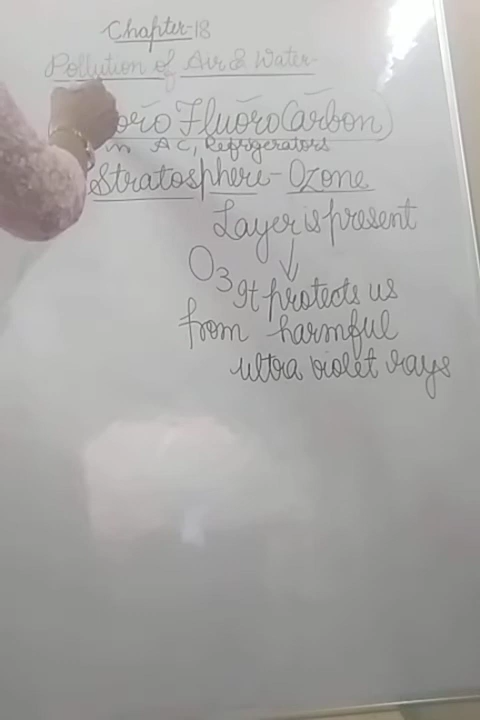 Chapter-18
Pollution of Air & Water
oro Fluoro Carbon)
in AC, Refrigerators
Stratosphere - Ozone
Layer is present
O3 It protects us
from harmful
ultra violet rays